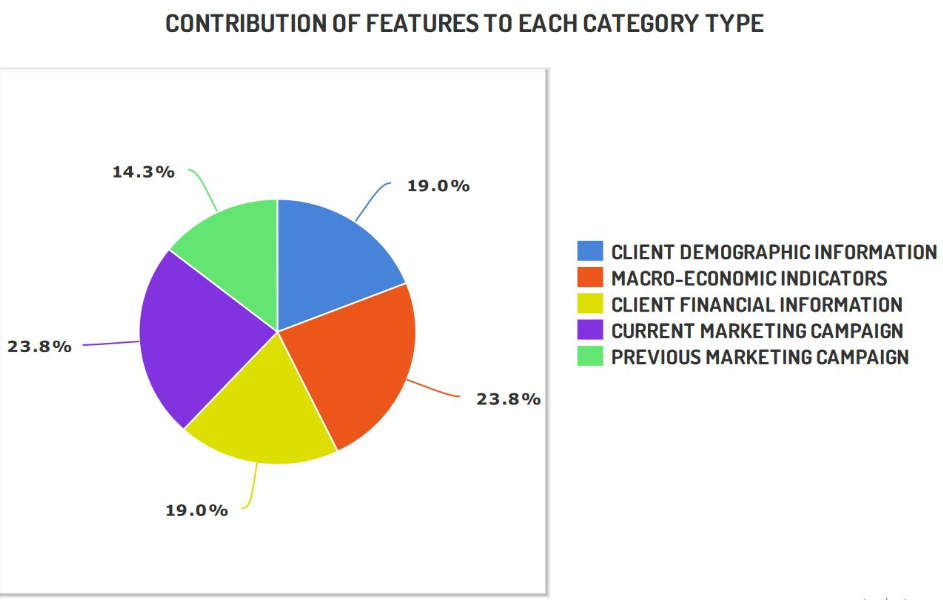 CONTRIBUTION OF FEATURES TO EACH CATEGORY TYPE
14.3%
19.0%
23.8%
23.8%
19.0%
CLIENT DEMOGRAPHIC INFORMATION
MACRO-ECONOMIC INDICATORS
CLIENT FINANCIAL INFORMATION
CURRENT MARKETING CAMPAIGN
PREVIOUS MARKETING CAMPAIGN